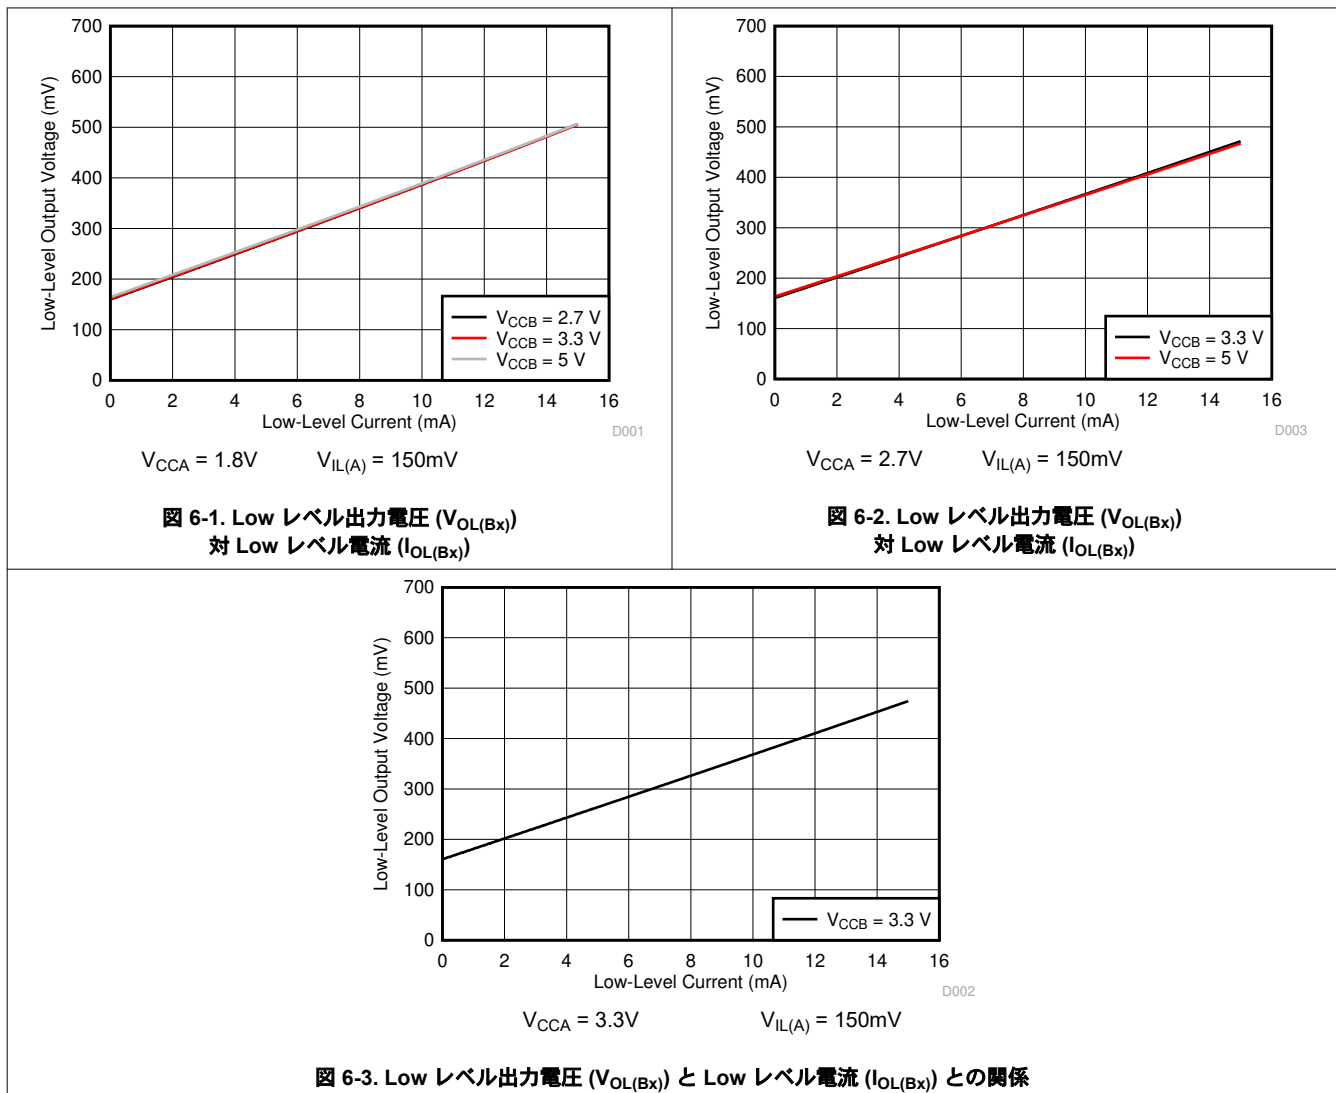 700
600
500
400
300
200
100
0
Low-Level Output Voltage (mV)
VCCB = 2.7 V
VCCB = 3.3 V
VCCB = 5 V
0 2 4 6 8 10 12 14 16
Low-Level Current (mA)
D001
VCCA = 1.8V VIL(A) = 150mV
図 6-1. Low レベル出力電圧 (VOL(Bx))
対 Low レベル電流 (IOL(Bx))
700
600
500
400
300
200
100
0
Low-Level Output Voltage (mV)
VCCB = 3.3 V
VCCB = 5 V
0 2 4 6 8 10 12 14 16
Low-Level Current (mA)
D003
VCCA = 2.7V VIL(A) = 150mV
図 6-2. Low レベル出力電圧 (VOL(Bx))
対 Low レベル電流 (IOL(Bx))
700
600
500
400
300
200
100
0
Low-Level Output Voltage (mV)
VCCB = 3.3 V
0 2 4 6 8 10 12 14 16
Low-Level Current (mA)
D002
VCCA = 3.3V VIL(A) = 150mV
図 6-3. Low レベル出力電圧 (VOL(Bx)) と Low レベル電流 (IOL(Bx)) との関係